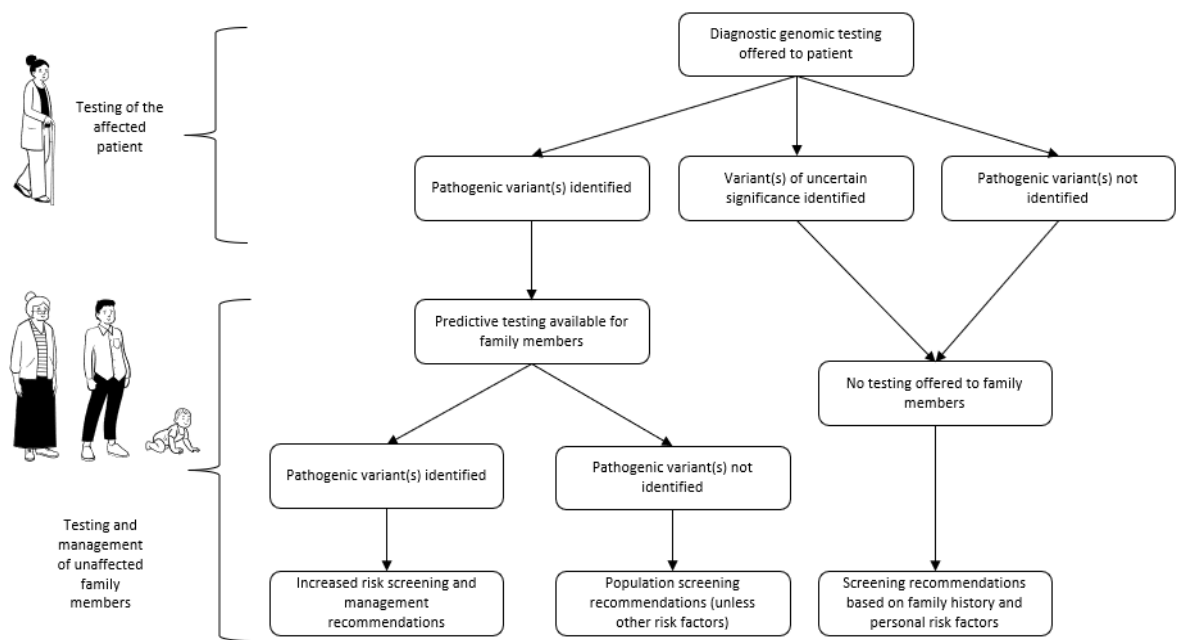 Diagnostic genomic testing
offered to patient
Testing of the
affected
patient
Pathogenic variant(s) identified
Variant(s) of uncertain
significance identified
Pathogenic variant(s) not
identified
Predictive testing available for
family members
No testing offered to family
members
Pathogenic variant(s) identified
Pathogenic variant(s) not
identified
Testing and
management
of unaffected
family
members
Increased risk screening and
management
recommendations
Population screening
recommendations (unless
other risk factors)
Screening recommendations
based on family history and
personal risk factors